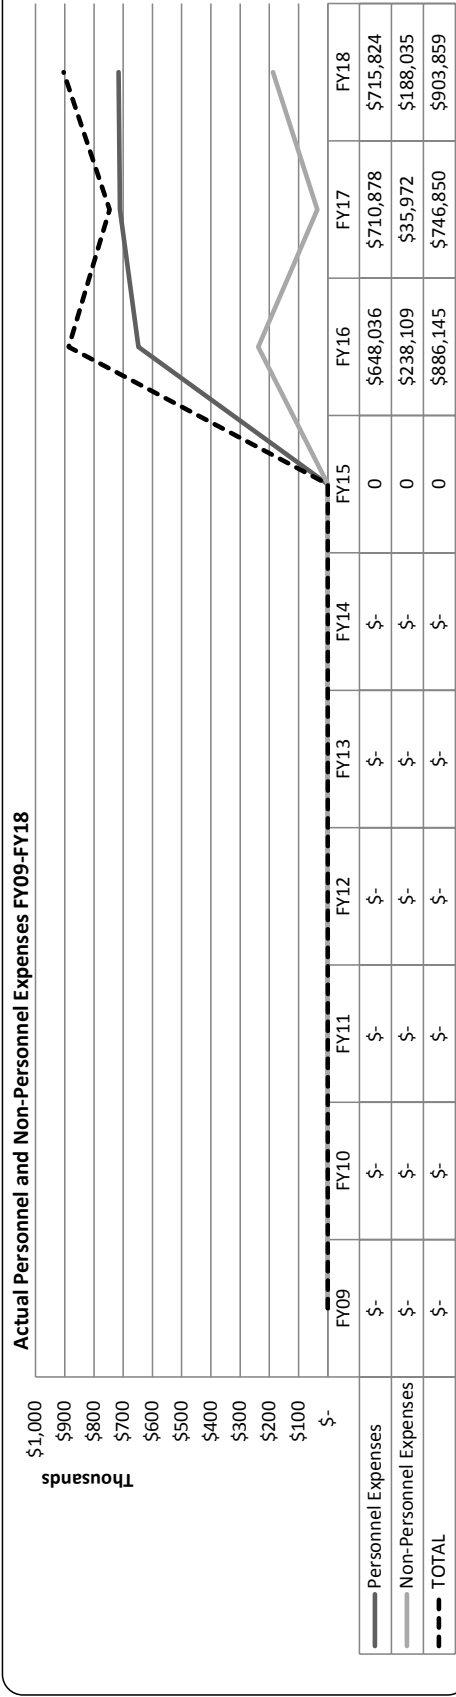 Actual Personnel and Non-Personnel Expenses FY09-FY18
Thousands
$1,000
$900
$800
$700
$600
$500
$400
$300
$200
$100
$-
FY09 FY10 FY11 FY12 FY13 FY14 FY15 FY16 FY17 FY18
Personnel Expenses $- $- $- $- $- $- 0 $648,036 $710,878 $715,824
Non-Personnel Expenses $- $- $- $- $- $- 0 $238,109 $35,972 $188,035
TOTAL $- $- $- $- $- $- 0 $886,145 $746,850 $903,859